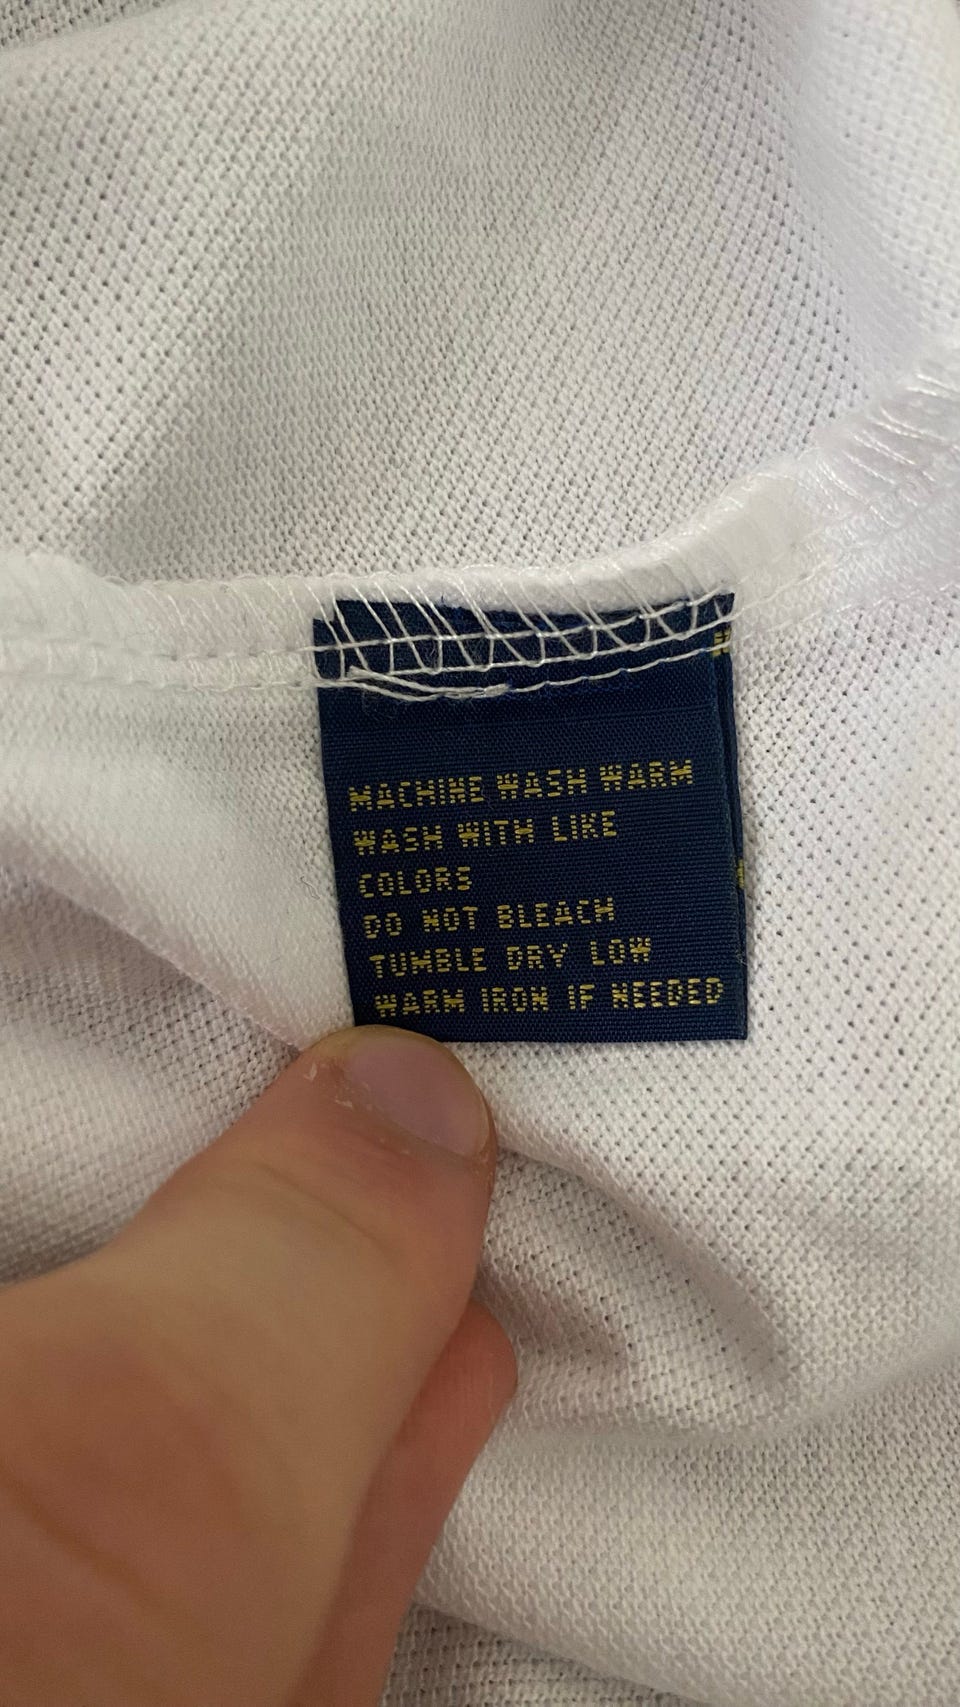 MACHINE WASH WARM
WASH WITH LIKE
COLORS
DO NOT BLEACH
TUMBLE DRY LOW
WARM IRON IF NEEDED